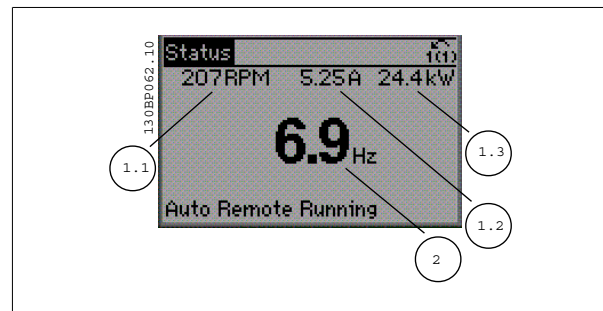 130BP062.10
Status
1(1)
207RPM 5.25A 24.4kW
6.9Hz
Auto Remote Running
1.1
1.3
1.2
2